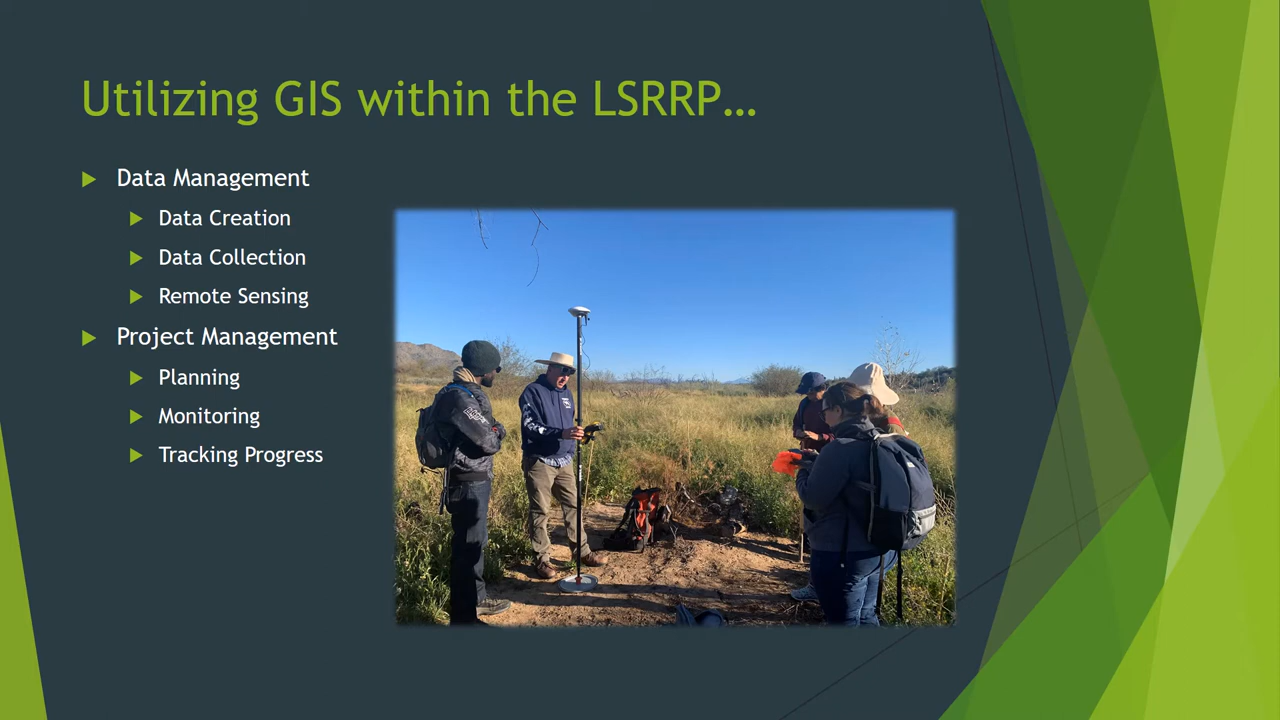 Utilizing GIS within the LSRRP…
Data Management
Data Creation
Data Collection
Remote Sensing
Project Management
Planning
Monitoring
Tracking Progress